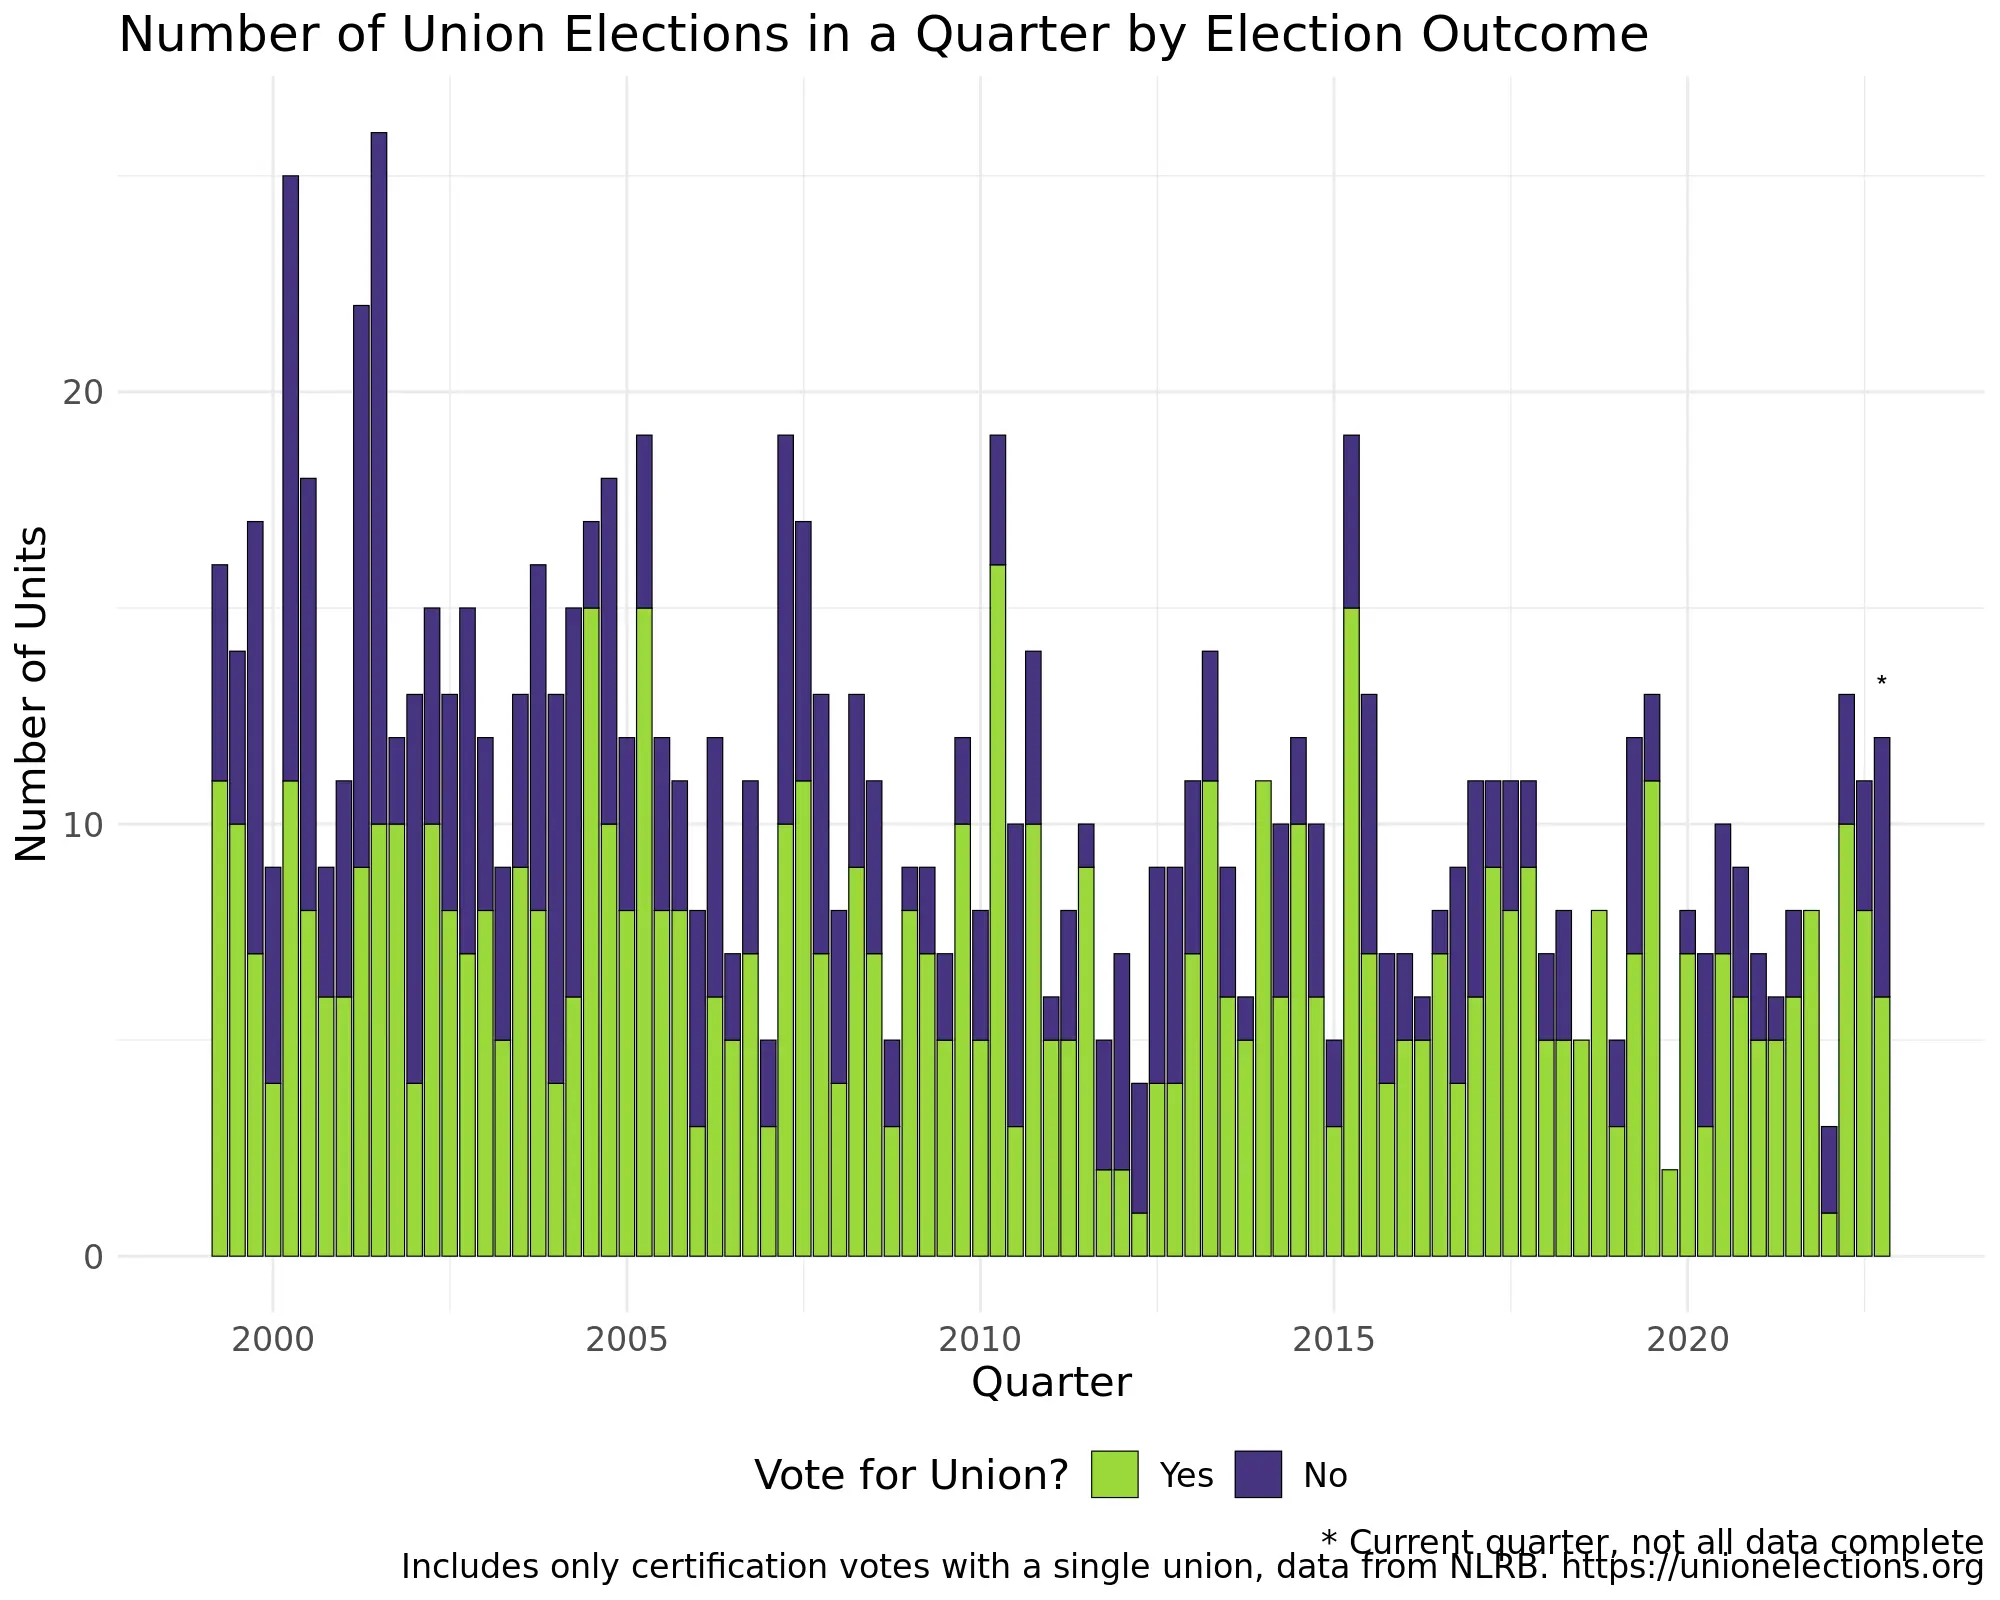 Number of Union Elections in a Quarter by Election Outcome
Number of Units
20
10
0
*
2000 2005 2010 2015 2020
Quarter
Vote for Union? Yes No
* Current quarter, not all data complete
Includes only certification votes with a single union, data from NLRB. https://unionelections.org